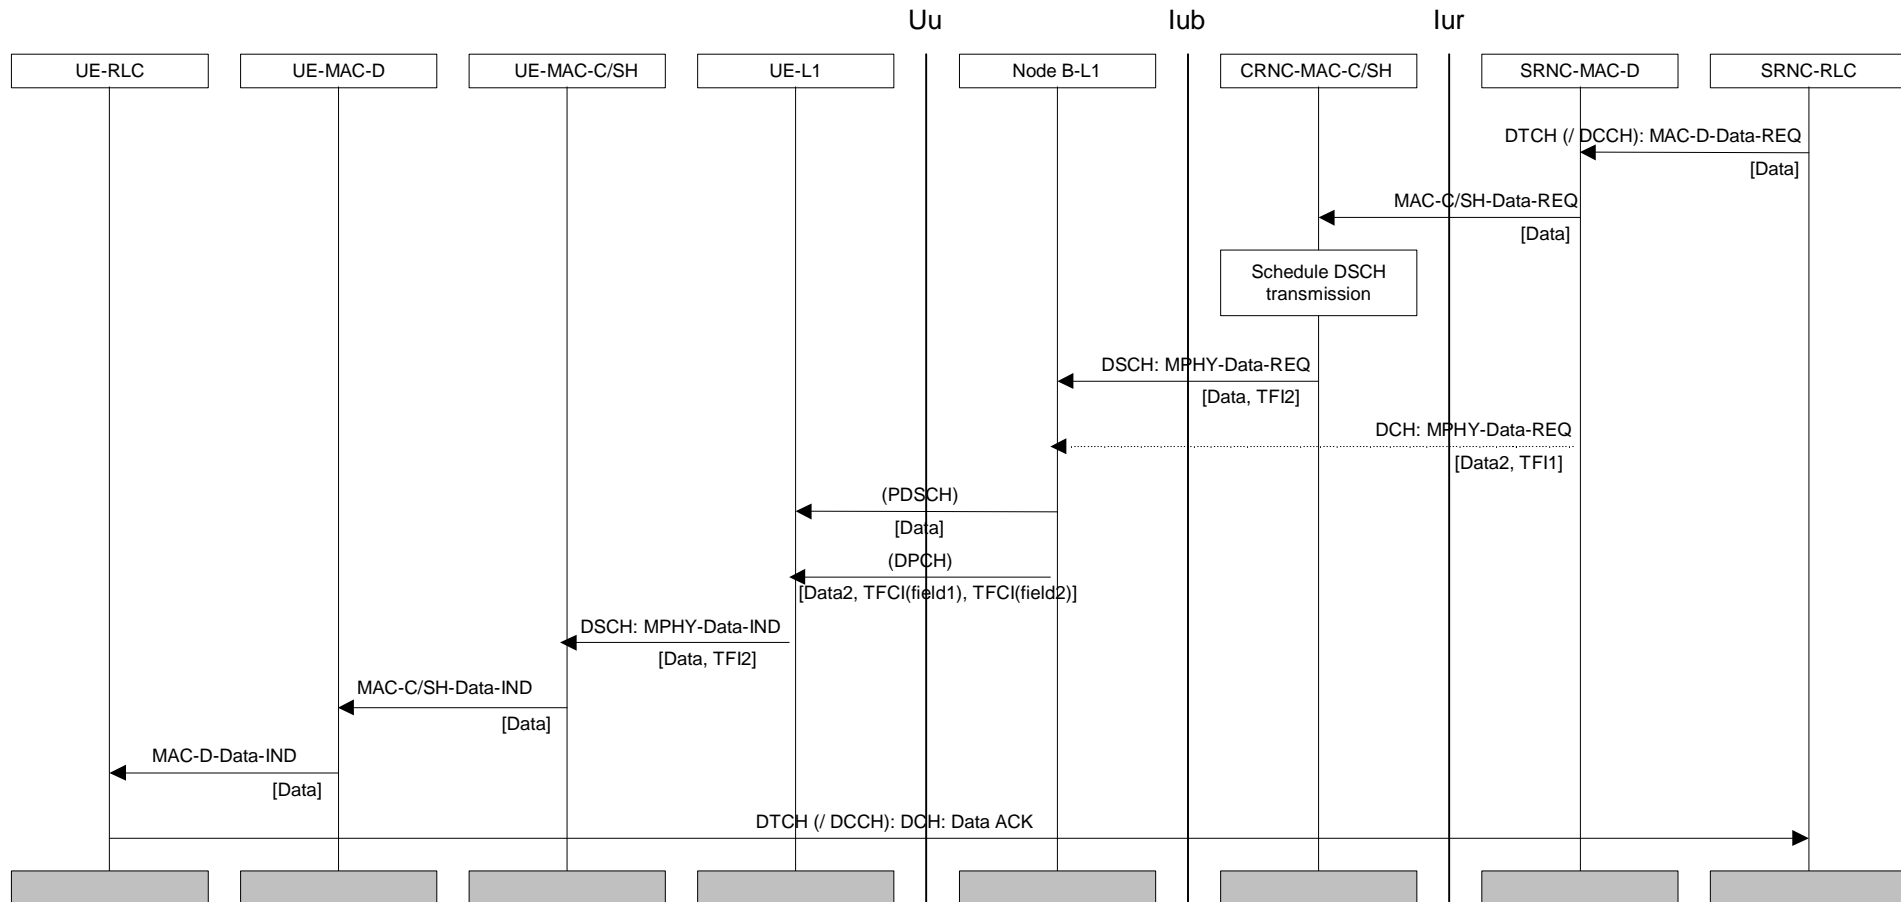 Uu
Iub
Iur
UE-RLC
UE-MAC-D
UE-MAC-C/SH
UE-L1
Node B-L1
CRNC-MAC-C/SH
SRNC-MAC-D
SRNC-RLC
DTCH (/ DCCH): MAC-D-Data-REQ
[Data]
MAC-C/SH-Data-REQ
[Data]
Schedule DSCH
transmission
DSCH: MPHY-Data-REQ
[Data, TFI2]
DCH: MPHY-Data-REQ
[Data2, TFI1]
(PDSCH)
[Data]
(DPCH)
[Data2, TFCI(field1), TFCI(field2)]
DSCH: MPHY-Data-IND
[Data, TFI2]
MAC-C/SH-Data-IND
[Data]
MAC-D-Data-IND
[Data]
DTCH (/ DCCH): DCH: Data ACK